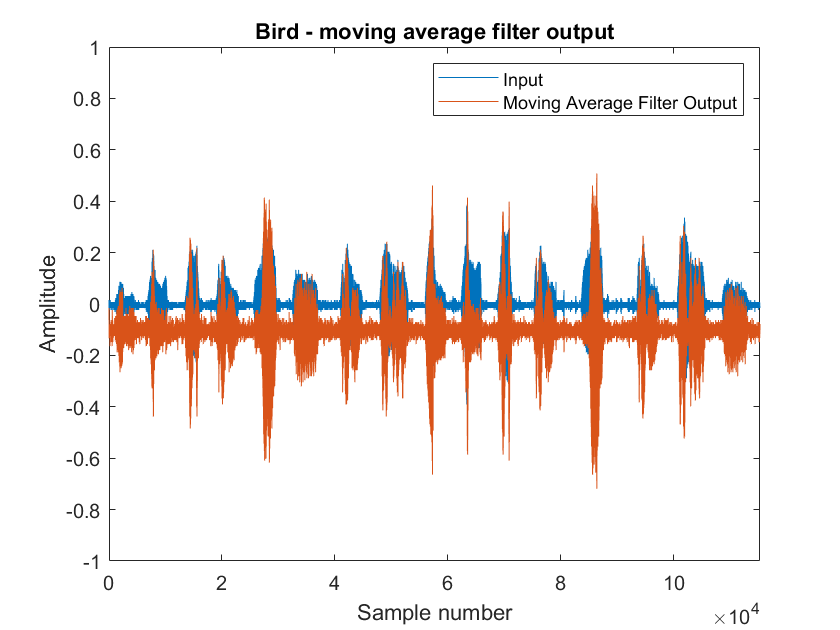 Bird - moving average filter output
Input
Moving Average Filter Output
Amplitude
1
0.8
0.6
0.4
0.2
0
-0.2
-0.4
-0.6
-0.8
-1
0 2 4 6 8 10
Sample number
×10⁴